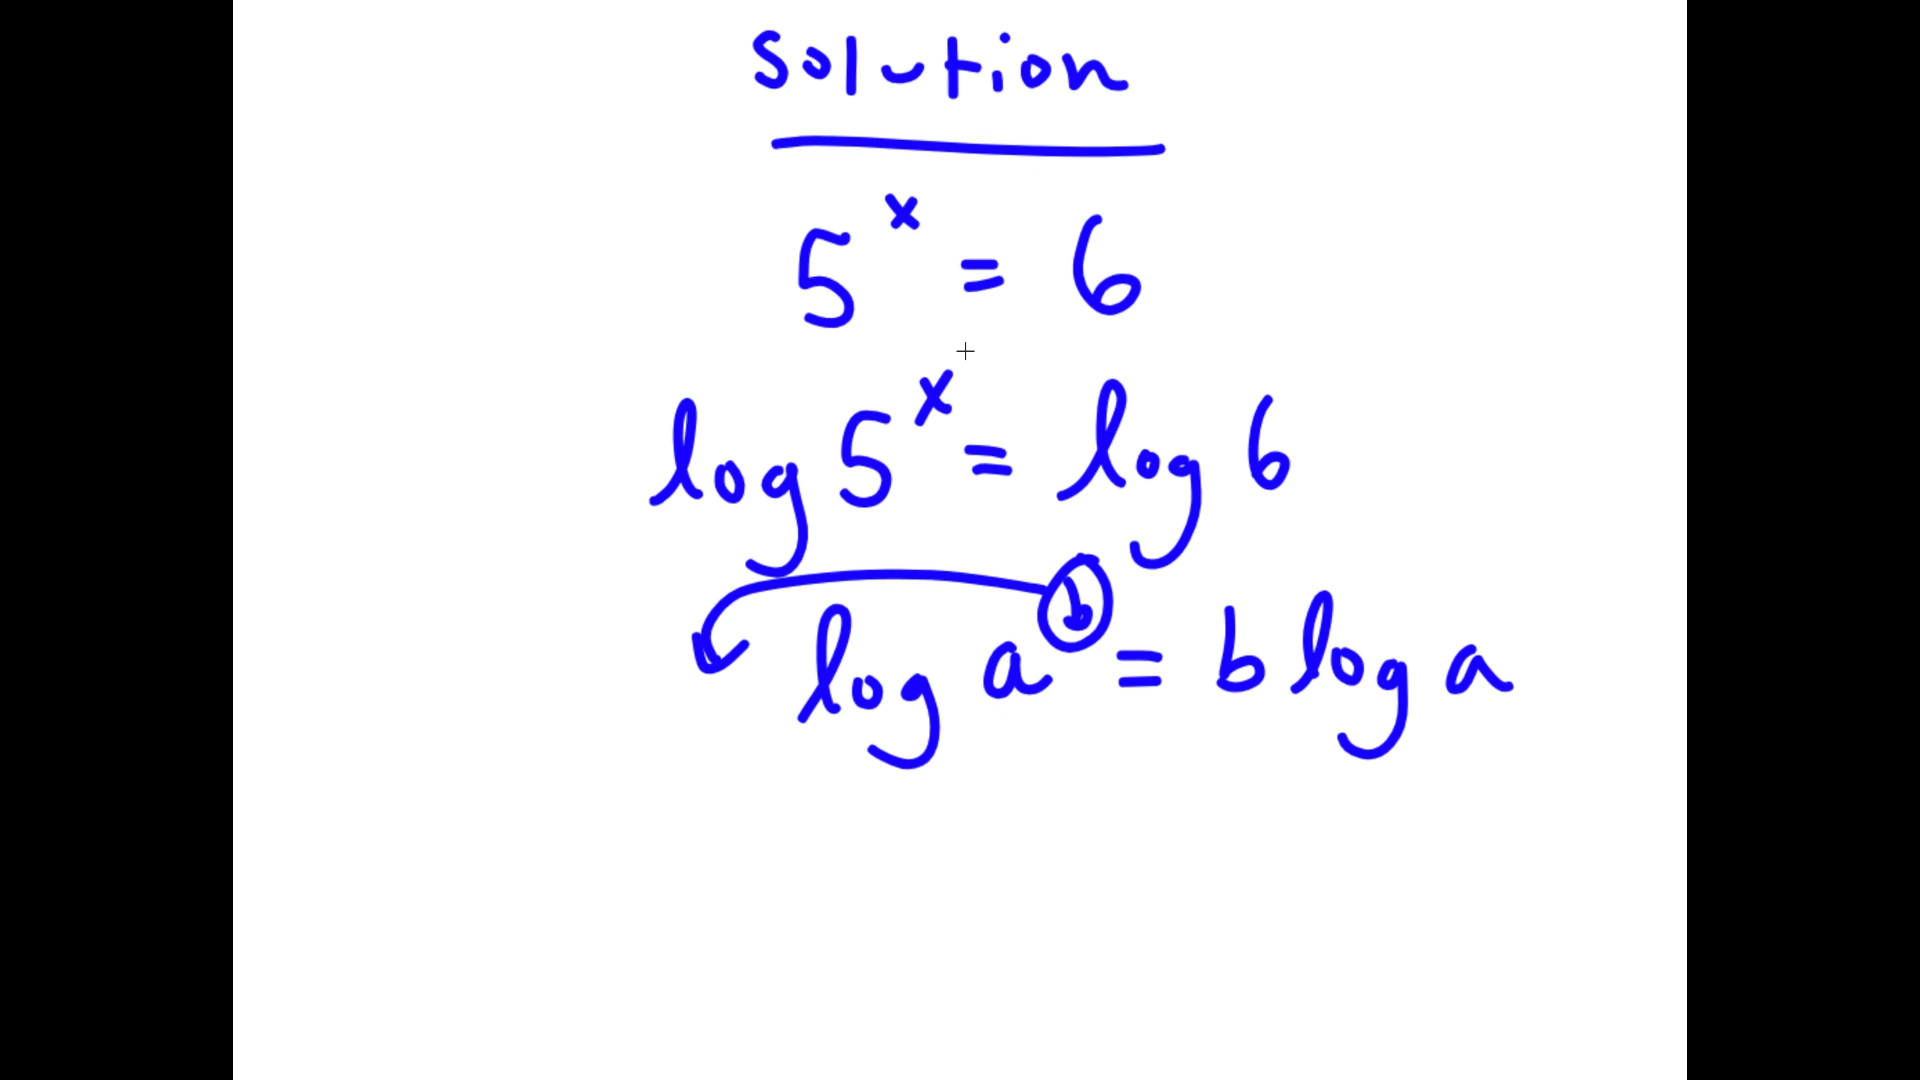 solution
5^x = 6
log 5^x = log 6
log a^b = b log a